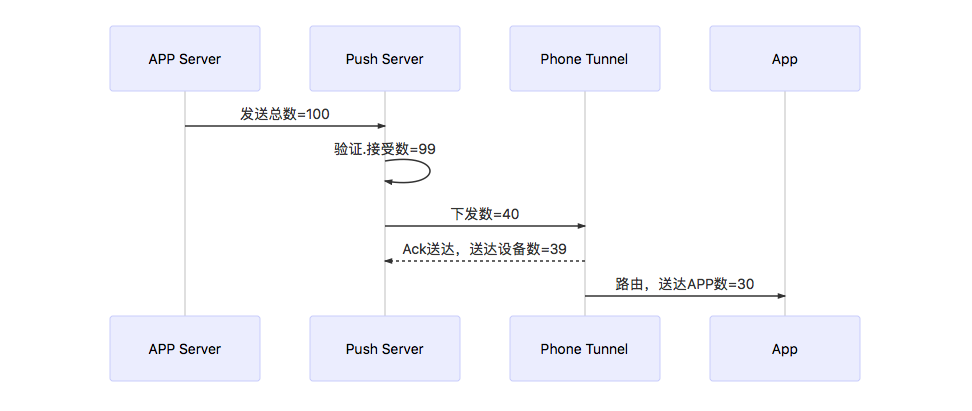 APP Server
Push Server
Phone Tunnel
App
发送总数=100
验证.接受数=99
下发数=40
Ack送达，送达设备数=39
路由，送达APP数=30
APP Server
Push Server
Phone Tunnel
App